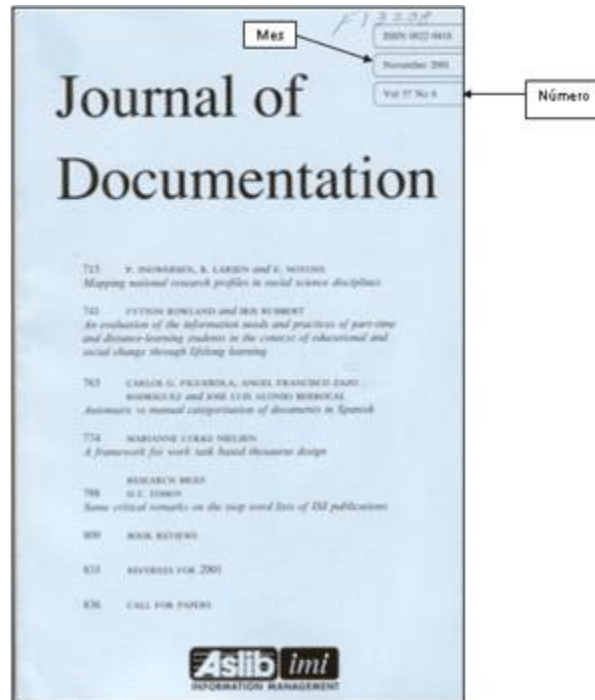 F13208
Mes
ISSN 0022 0418
November 2001
Vol 57 No 6
Número
Journal of
Documentation
715 P. INGWERSEN, B. LARSEN and E. NOYONS
Mapping national research profiles in social science disciplines
741 FYTTON ROWLAND and IRIS RUBBERT
An evaluation of the information needs and practices of part-time
and distance-learning students in the context of educational and
social change through lifelong learning
763 CARLOS G. FIGUEROLA, ANGEL FRANCISCO ZAZO
RODRIGUEZ and JOSE LUIS ALONSO BERROCAL
Automatic vs manual categorisation of documents in Spanish
774 MARIANNE LYKKE NIELSEN
A framework for work task based thesaurus design
RESEARCH BRIEF
798
Some critical remarks on the stop word lists of ISI publications
809 BOOK REVIEWS
833 REFEREES FOR 2001
836 CALL FOR PAPERS
Aslib imi
INFORMATION MANAGEMENT